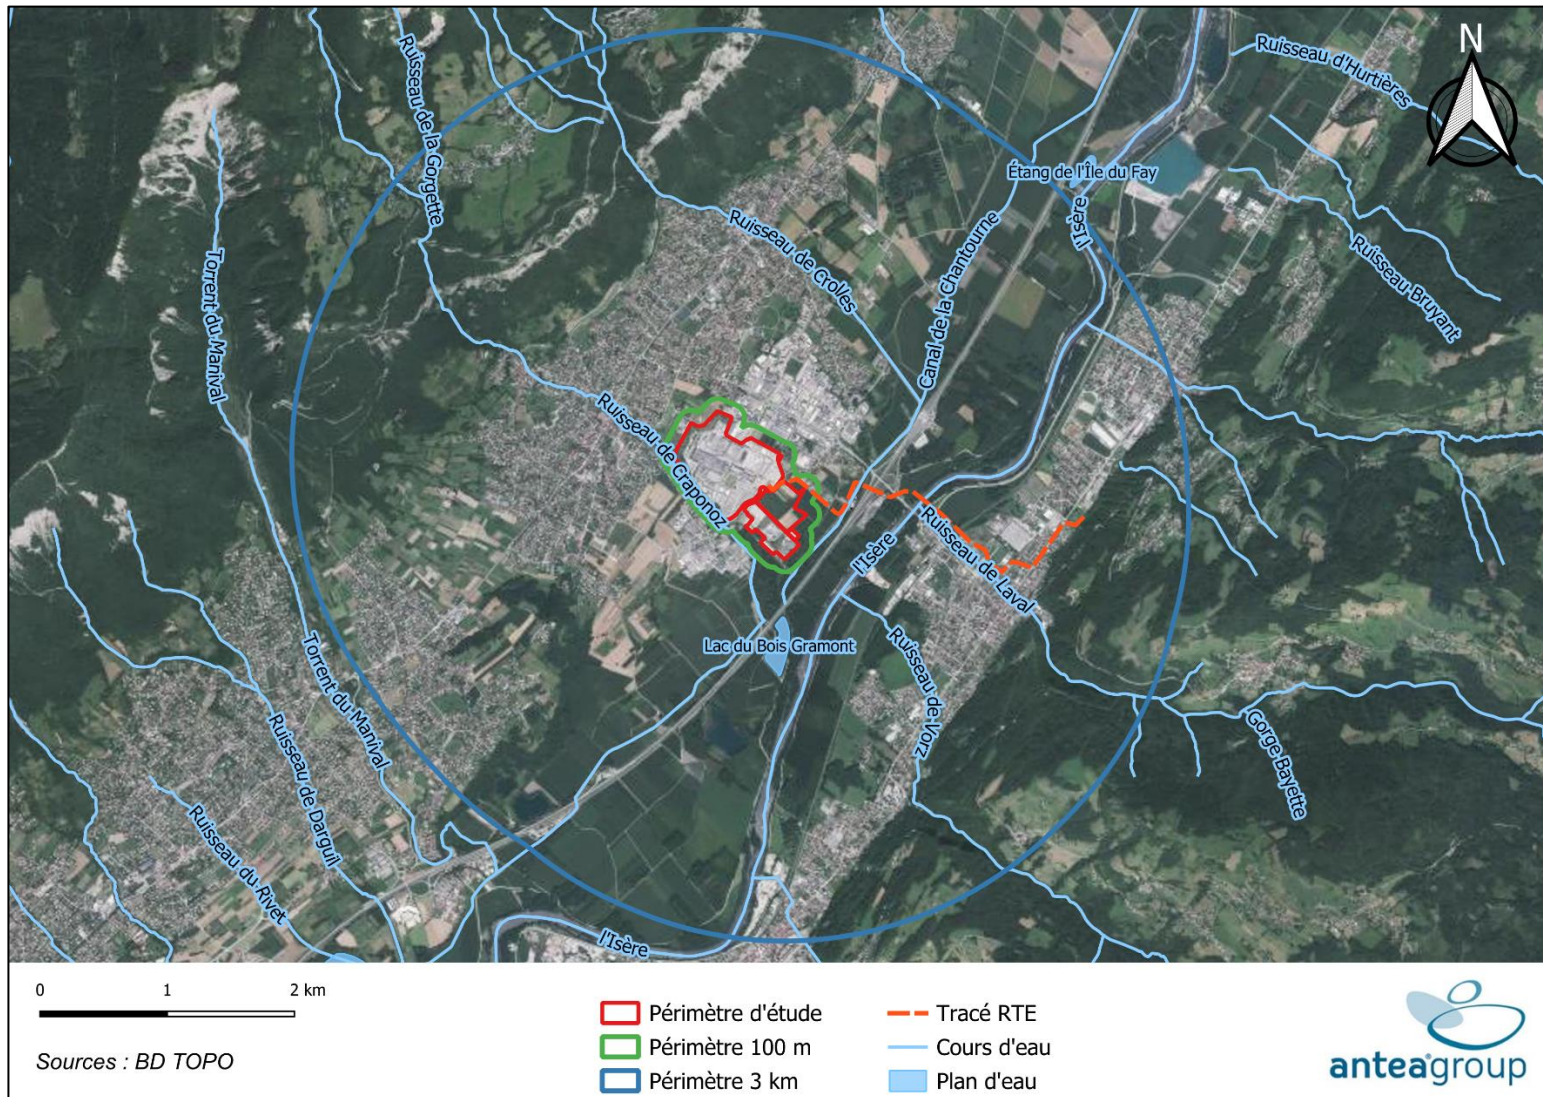 N
Ruisseau d'Hurtières
Ruisseau de la Gorgette
Étang de l'Île du Fay
Ruisseau de Crolles
Canal de la Chantourne
l'Isère
Ruisseau Bruyant
Torrent du Manival
Ruisseau de Craponoz
l'Isère
Ruisseau de Laval
Lac du Bois Gramont
Ruisseau de Vorz
Torrent du Manival
Ruisseau de Darguil
Gorge Bayette
Ruisseau du Rivet
l'Isère
0 1 2 km
Sources : BD TOPO
Périmètre d'étude
Périmètre 100 m
Périmètre 3 km
Tracé RTE
Cours d'eau
Plan d'eau
anteagroup